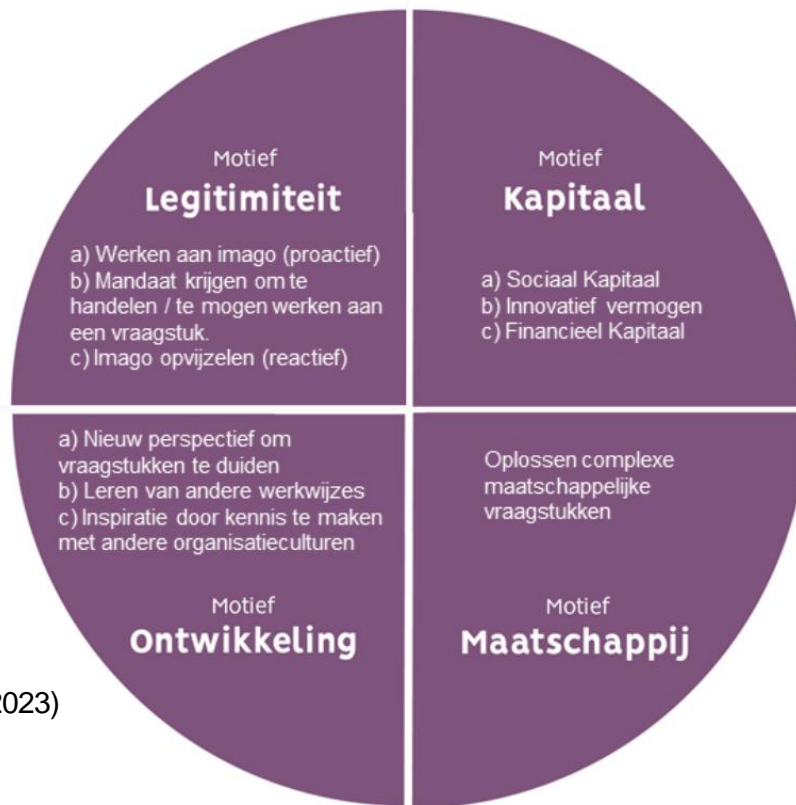 Motief
Legitimiteit
a) Werken aan imago (proactief)
b) Mandaat krijgen om te
handelen / te mogen werken aan
een vraagstuk.
c) Imago opvijzelen (reactief)
Motief
Kapitaal
a) Sociaal Kapitaal
b) Innovatief vermogen
c) Financieel Kapitaal
a) Nieuw perspectief om
vraagstukken te duiden
b) Leren van andere werkwijzes
c) Inspiratie door kennis te maken
met andere organisatieculturen
Motief
Ontwikkeling
Oplossen complexe
maatschappelijke
vraagstukken
Motief
Maatschappij
2023)